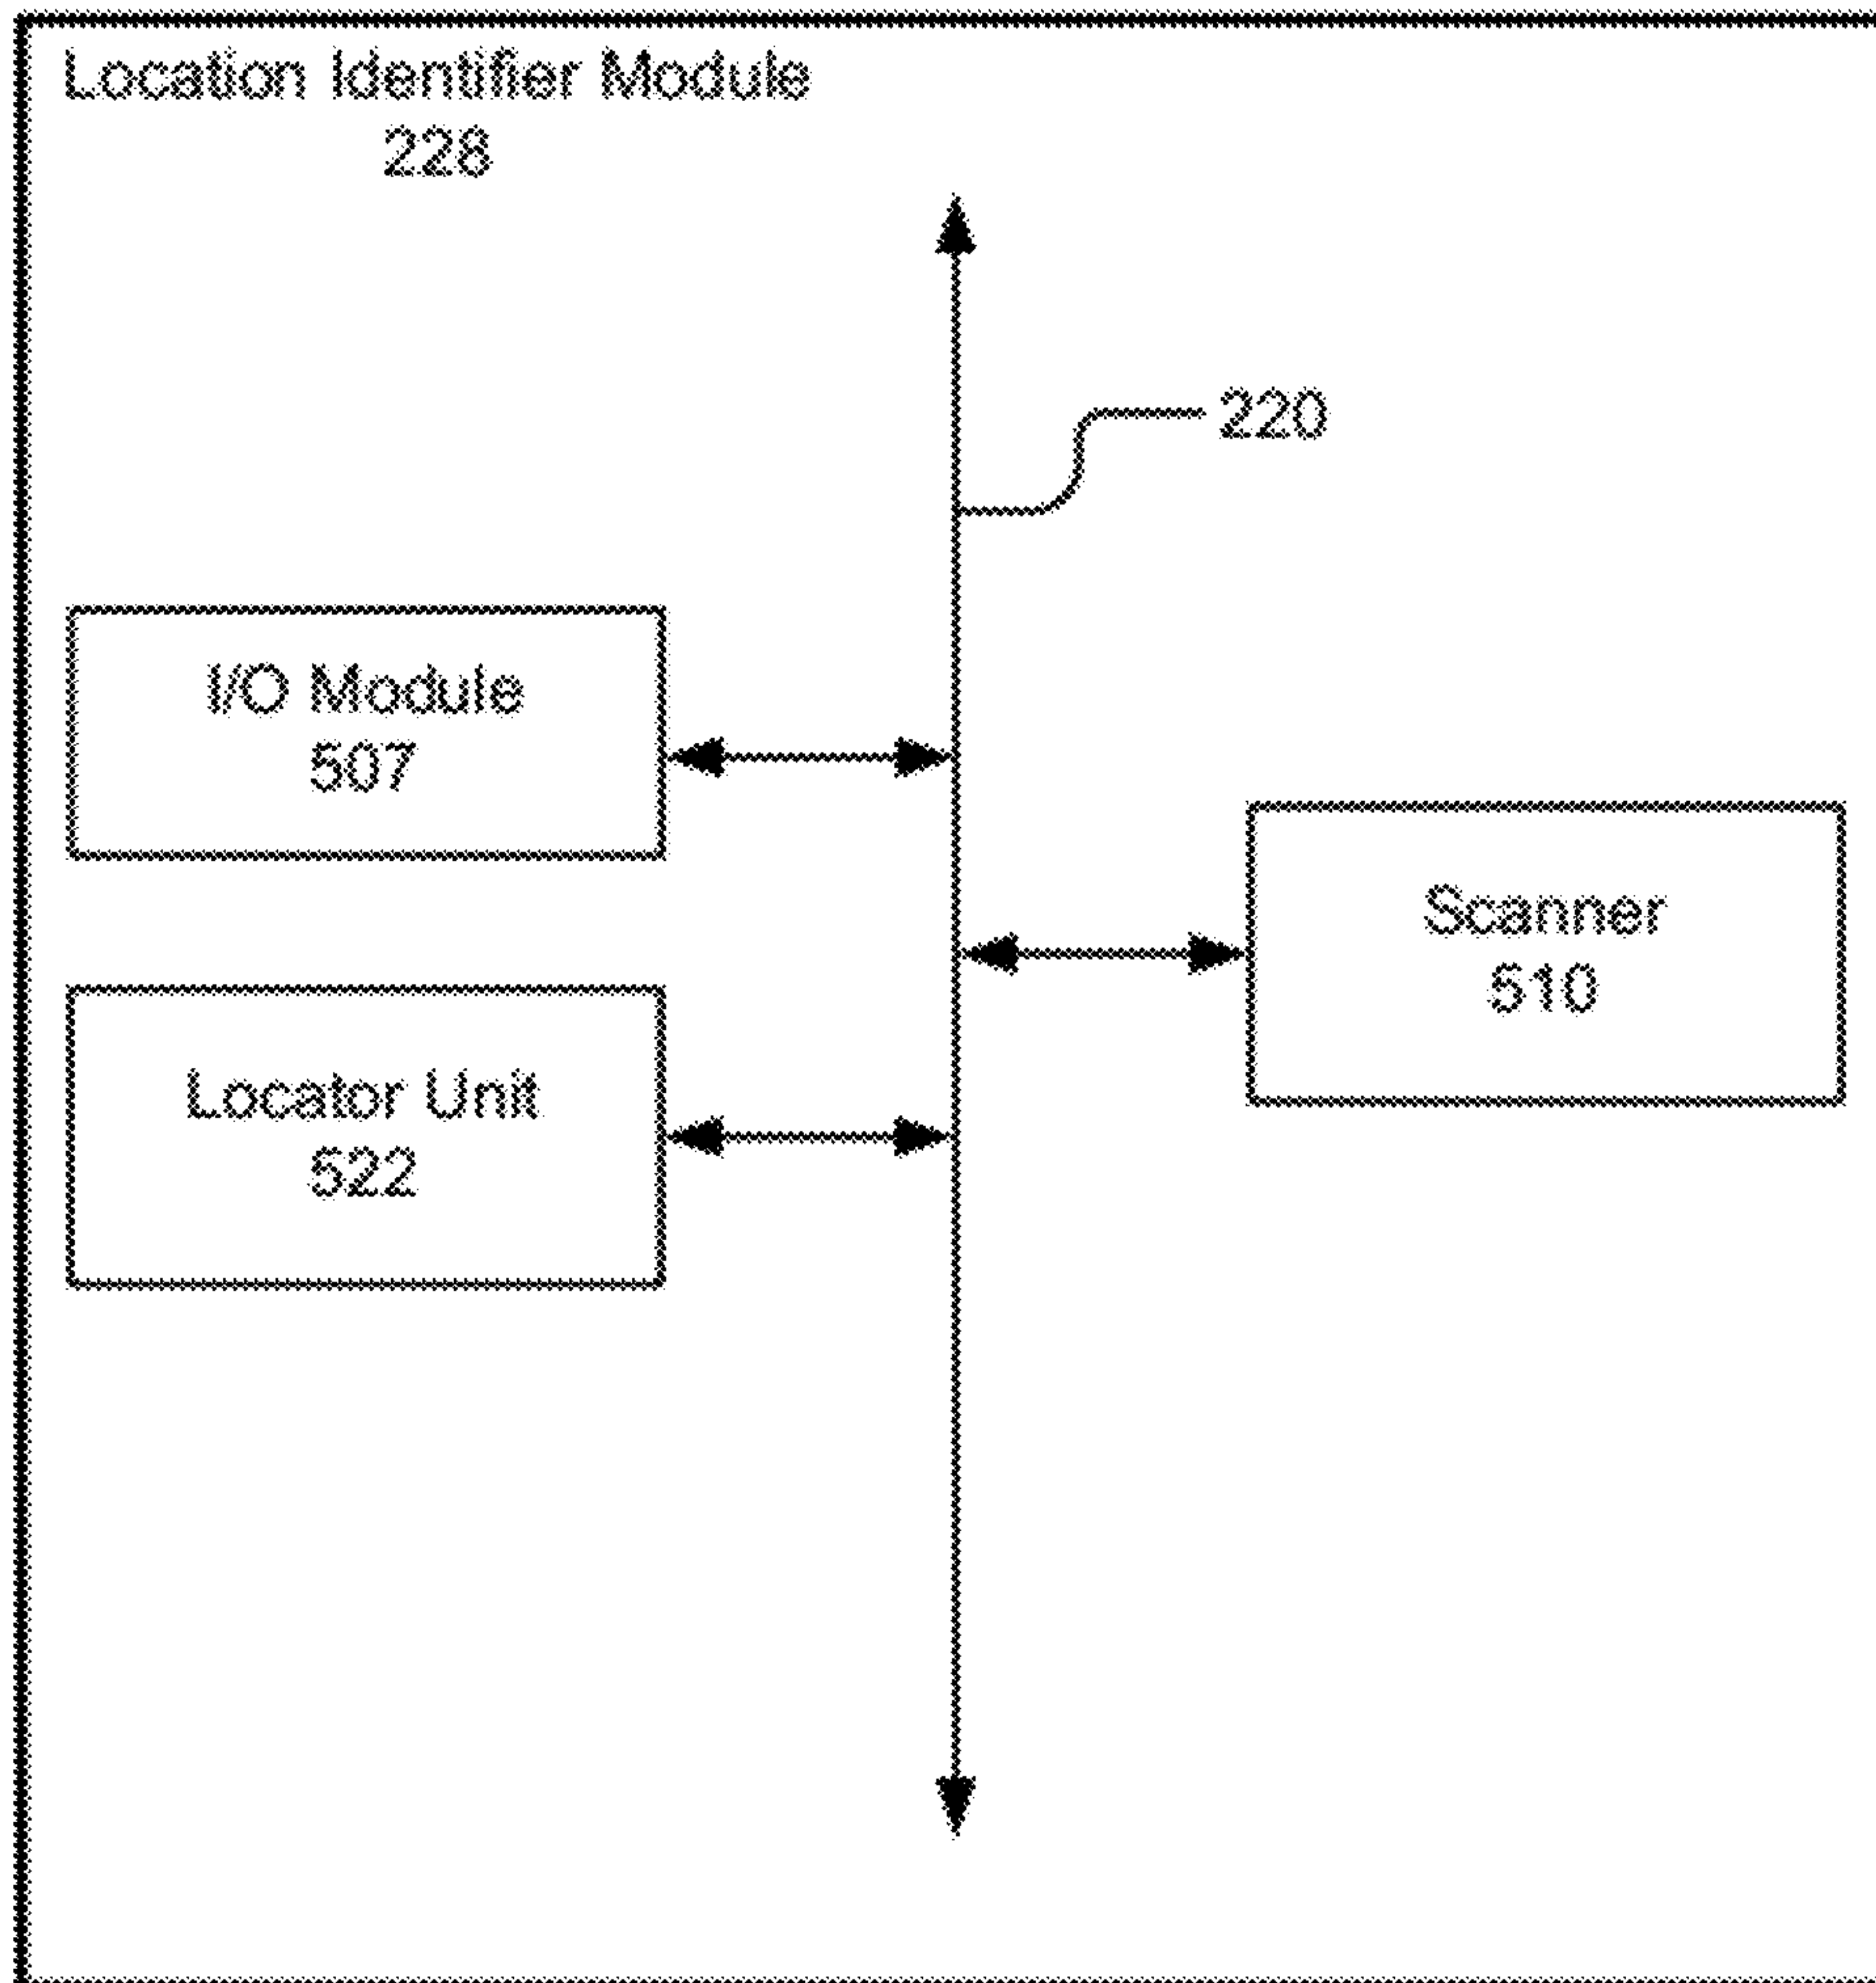 Location Identifier Module
228
220
I/O Module
507
Scanner
510
Locator Unit
522